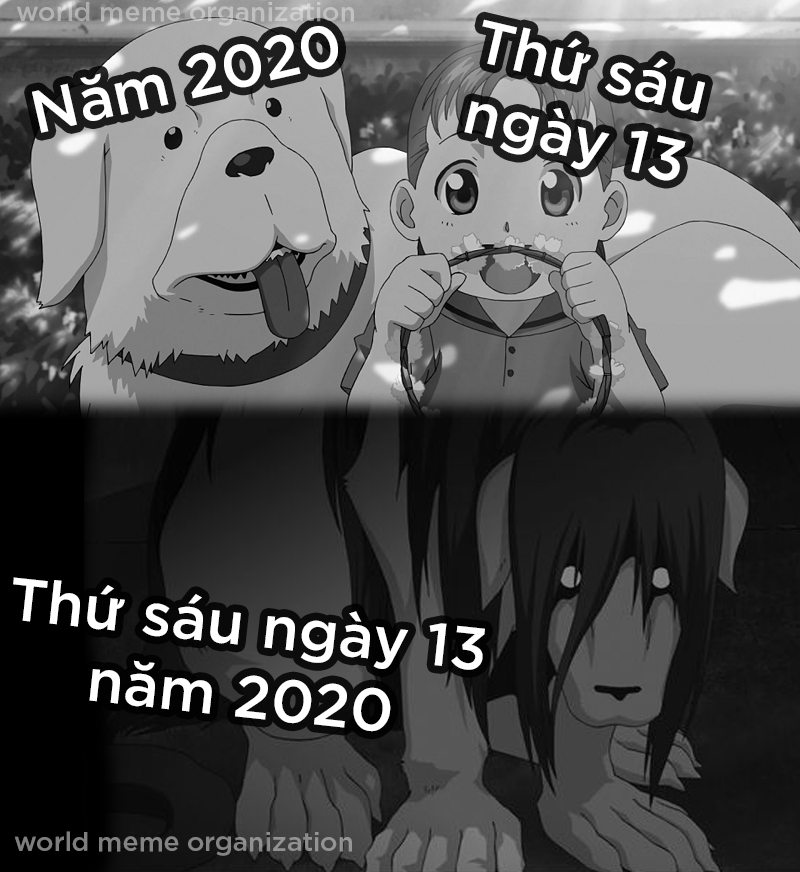 world meme organization
Năm 2020
Thứ sáu
ngày 13
Thứ sáu ngày 13
năm 2020
world meme organization